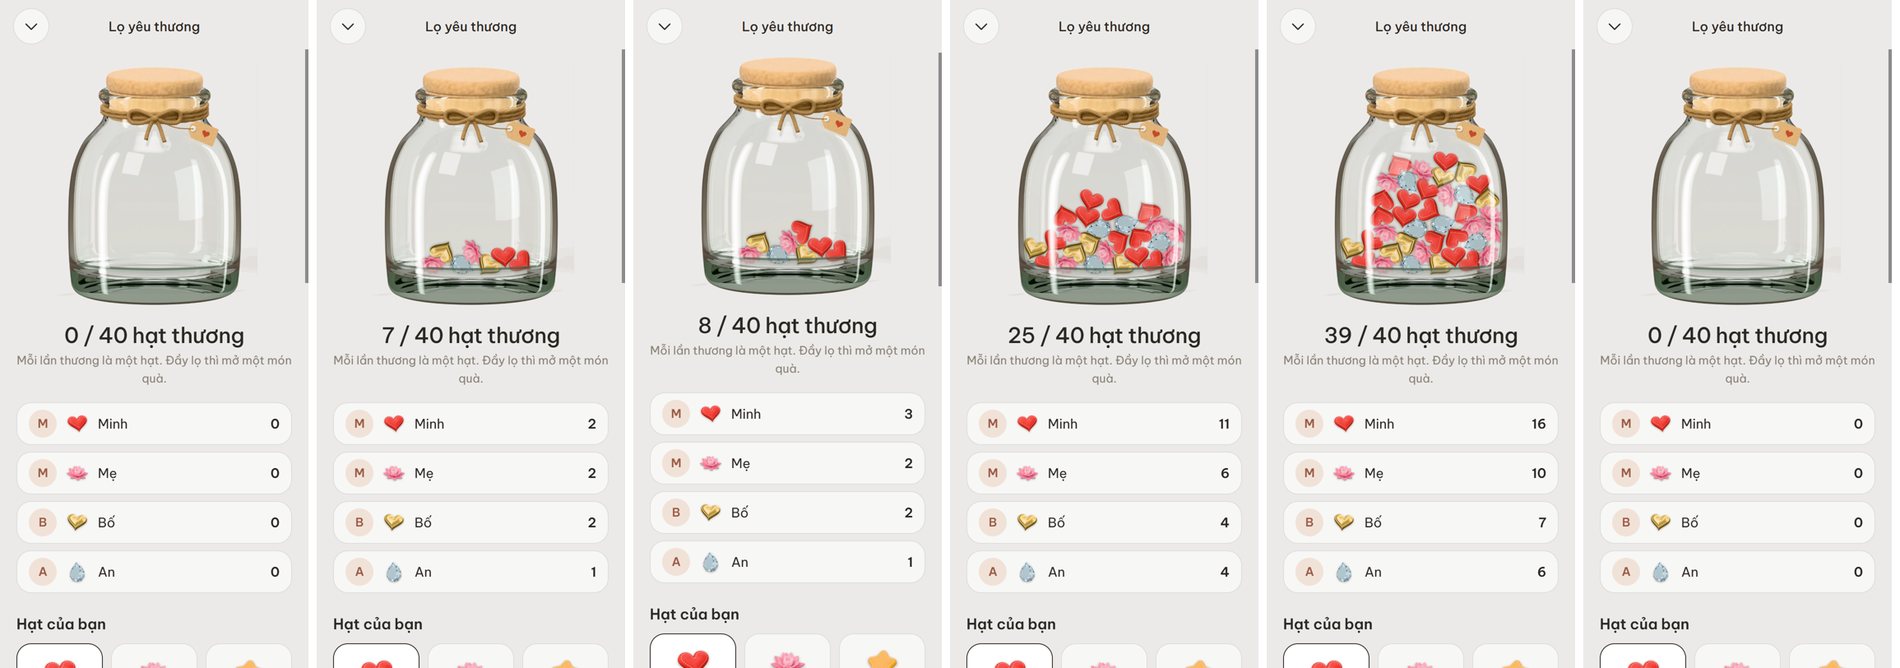 Lọ yêu thương
0 / 40 hạt thương
Mỗi lần thương là một hạt. Đầy lọ thì mở một món
quà.
M Minh 0
M Mẹ 0
B Bố 0
A An 0
Hạt của bạn
Lọ yêu thương
7 / 40 hạt thương
Mỗi lần thương là một hạt. Đầy lọ thì mở một món
quà.
M Minh 2
M Mẹ 2
B Bố 2
A An 1
Hạt của bạn
Lọ yêu thương
8 / 40 hạt thương
Mỗi lần thương là một hạt. Đầy lọ thì mở một món
quà.
M Minh 3
M Mẹ 2
B Bố 2
A An 1
Hạt của bạn
Lọ yêu thương
25 / 40 hạt thương
Mỗi lần thương là một hạt. Đầy lọ thì mở một món
quà.
M Minh 11
M Mẹ 6
B Bố 4
A An 4
Hạt của bạn
Lọ yêu thương
39 / 40 hạt thương
Mỗi lần thương là một hạt. Đầy lọ thì mở một món
quà.
M Minh 16
M Mẹ 10
B Bố 7
A An 6
Hạt của bạn
Lọ yêu thương
0 / 40 hạt thương
Mỗi lần thương là một hạt. Đầy lọ thì mở một món
quà.
M Minh 0
M Mẹ 0
B Bố 0
A An 0
Hạt của bạn